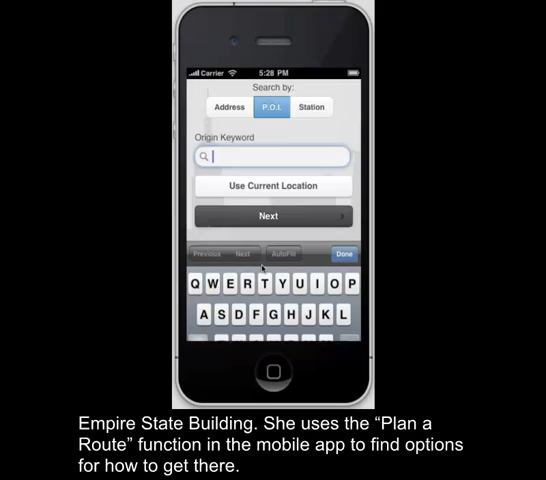 Carrier 5:28 PM
Search by:
Address P.O.I. Station
Origin Keyword
Use Current Location
Next
Previous Next AutoFill Done
Q W E R T Y U I O P
A S D F G H J K L
Empire State Building. She uses the “Plan a
Route” function in the mobile app to find options
for how to get there.